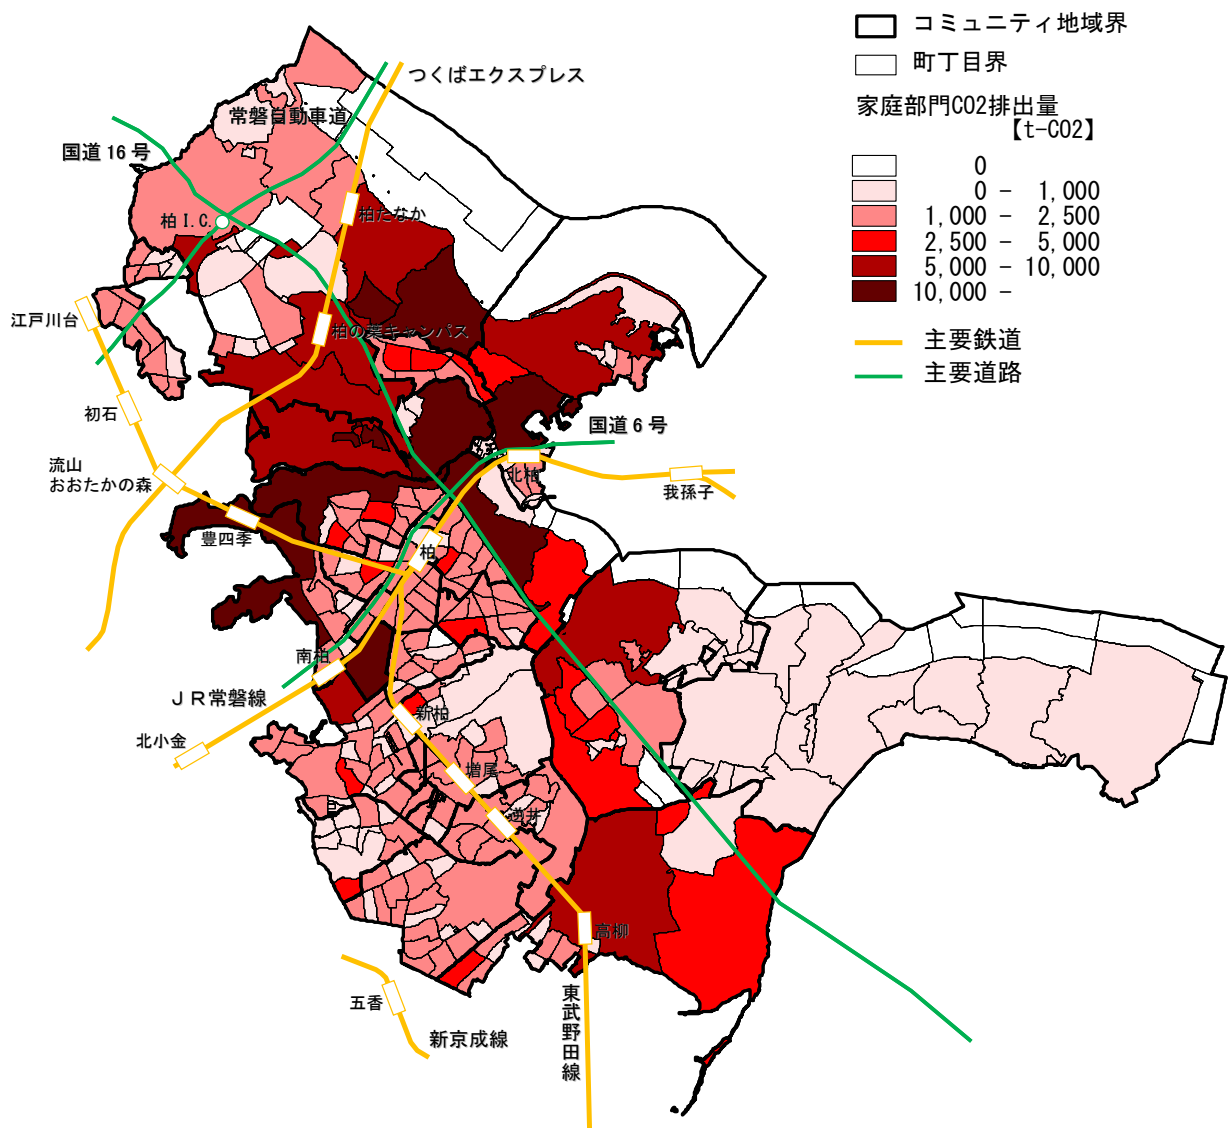 コミュニティ地域界
町丁目界
家庭部門CO2排出量
【t-CO2】
0
0 - 1,000
1,000 - 2,500
2,500 - 5,000
5,000 - 10,000
10,000 -
主要鉄道
主要道路
つくばエクスプレス
常磐自動車道
国道16号
柏I.C.
柏たなか
江戸川台
柏の葉キャンパス
初石
国道6号
流山
おおたかの森
北柏
我孫子
豊四季
柏
南柏
JR常磐線
新柏
北小金
増尾
逆井
高柳
五香
新京成線
東武野田線